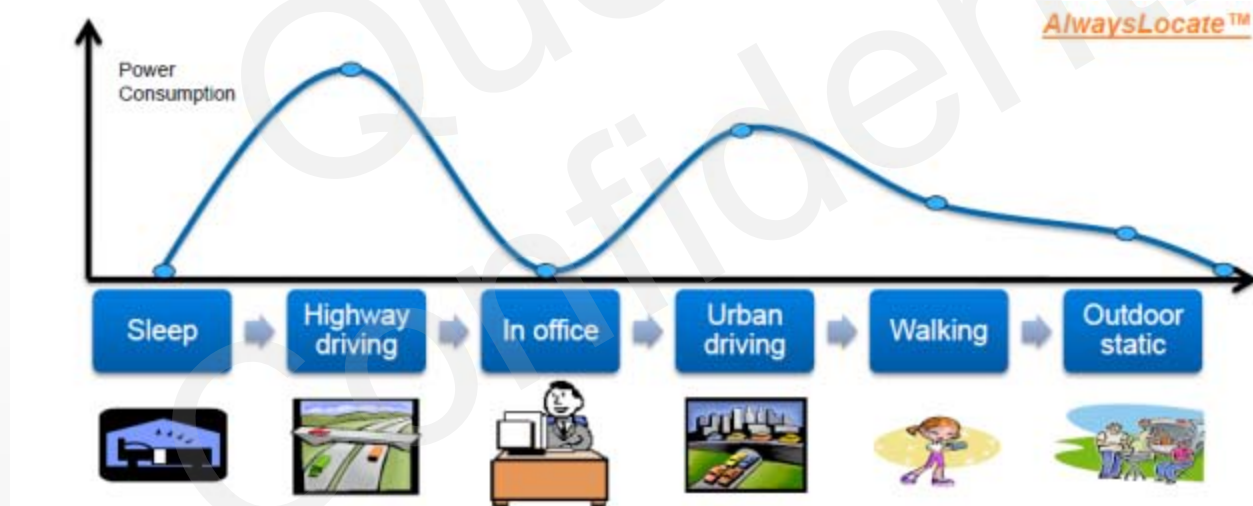 AlwaysLocate™
Power
Consumption
Sleep
Highway
driving
In office
Urban
driving
Walking
Outdoor
static